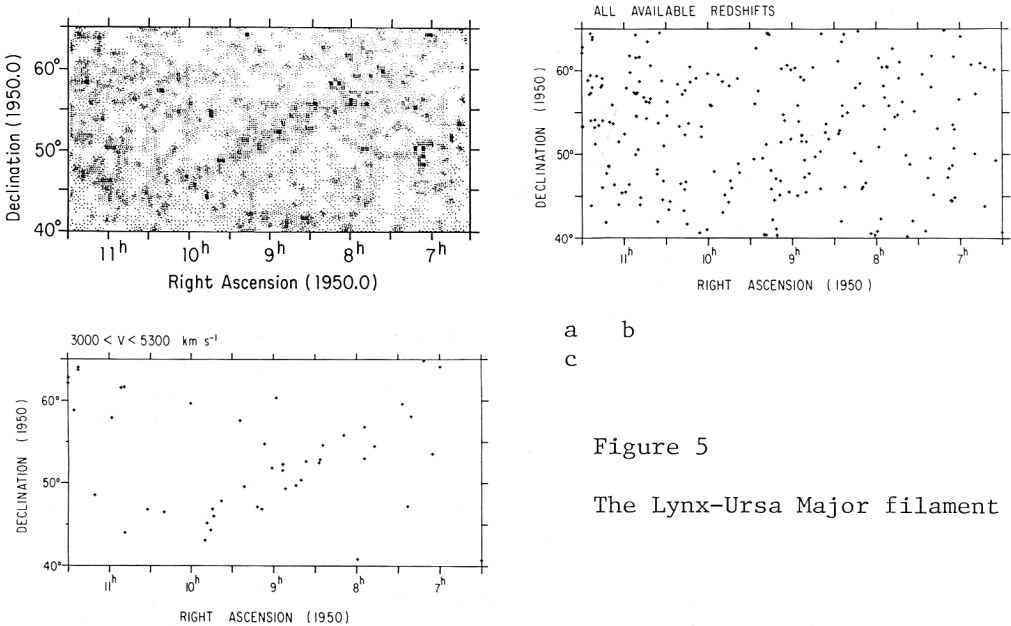 60°
50°
40°
11ʰ 10ʰ 9ʰ 8ʰ 7ʰ
Declination (1950.0)
Right Ascension (1950.0)
ALL AVAILABLE REDSHIFTS
60°
50°
40°
11ʰ 10ʰ 9ʰ 8ʰ 7ʰ
DECLINATION (1950)
RIGHT ASCENSION (1950)
3000 < V < 5300 km s⁻¹
60°
50°
40°
11ʰ 10ʰ 9ʰ 8ʰ 7ʰ
DECLINATION (1950)
RIGHT ASCENSION (1950)
a b
c
Figure 5
The Lynx-Ursa Major filament